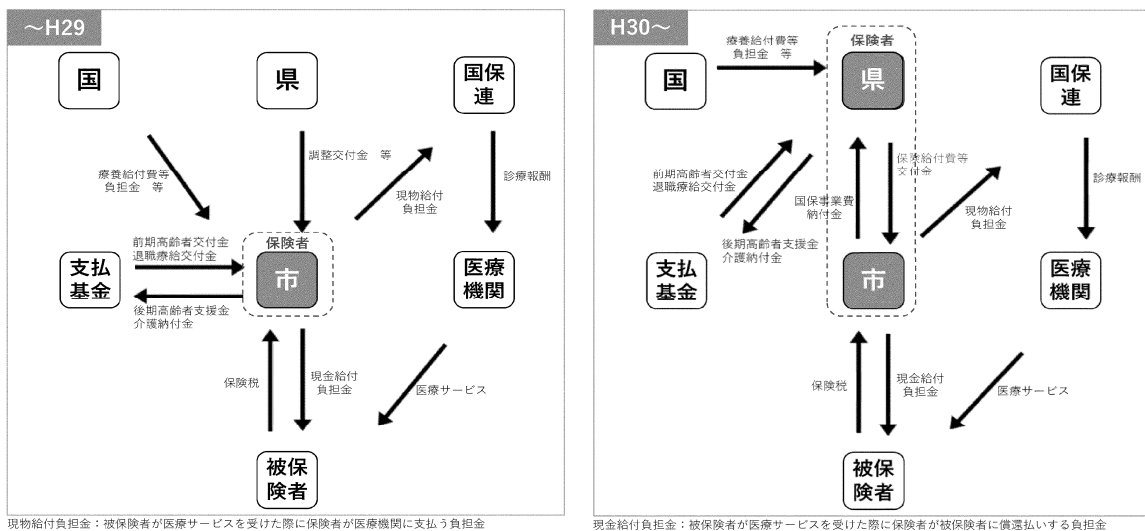 ～H29
国
県
国保
連
療養給付費等
負担金　等
調整交付金　等
現物給付
負担金
診療報酬
保険者
市
前期高齢者交付金
退職療給交付金
支払
基金
後期高齢者支援金
介護納付金
医療
機関
保険税
現金給付
負担金
医療サービス
被保
険者
現物給付負担金：被保険者が医療サービスを受けた際に保険者が医療機関に支払う負担金
H30～
保険者
国
療養給付費等
負担金　等
県
国保
連
前期高齢者交付金
退職療給交付金
後期高齢者支援金
介護納付金
国保事業費
納付金
保険給付費等
交付金
現物給付
負担金
診療報酬
支払
基金
市
医療
機関
保険税
現金給付
負担金
医療サービス
被保
険者
現金給付負担金：被保険者が医療サービスを受けた際に保険者が被保険者に償還払いする負担金